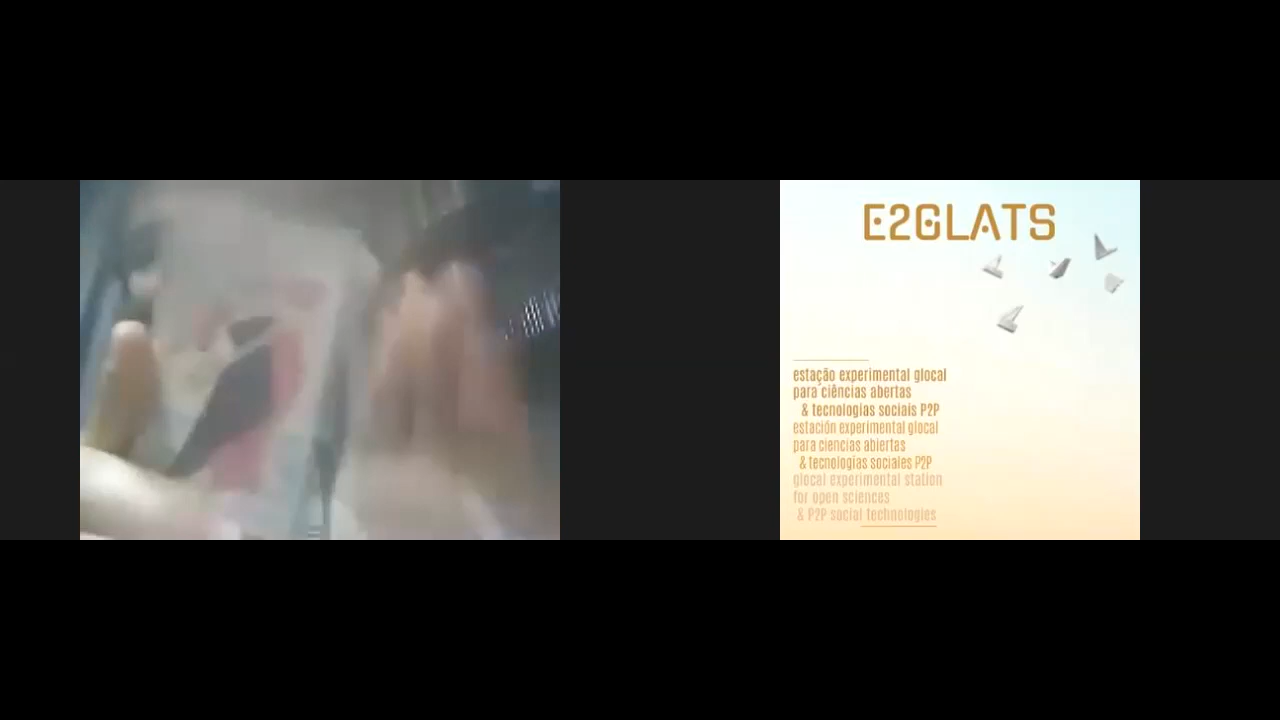 E2GLATS
estação experimental glocal
para ciências abertas
& tecnologias sociais P2P
estación experimental glocal
para ciencias abiertas
& tecnologías sociales P2P
glocal experimental station
for open sciences
& P2P social technologies